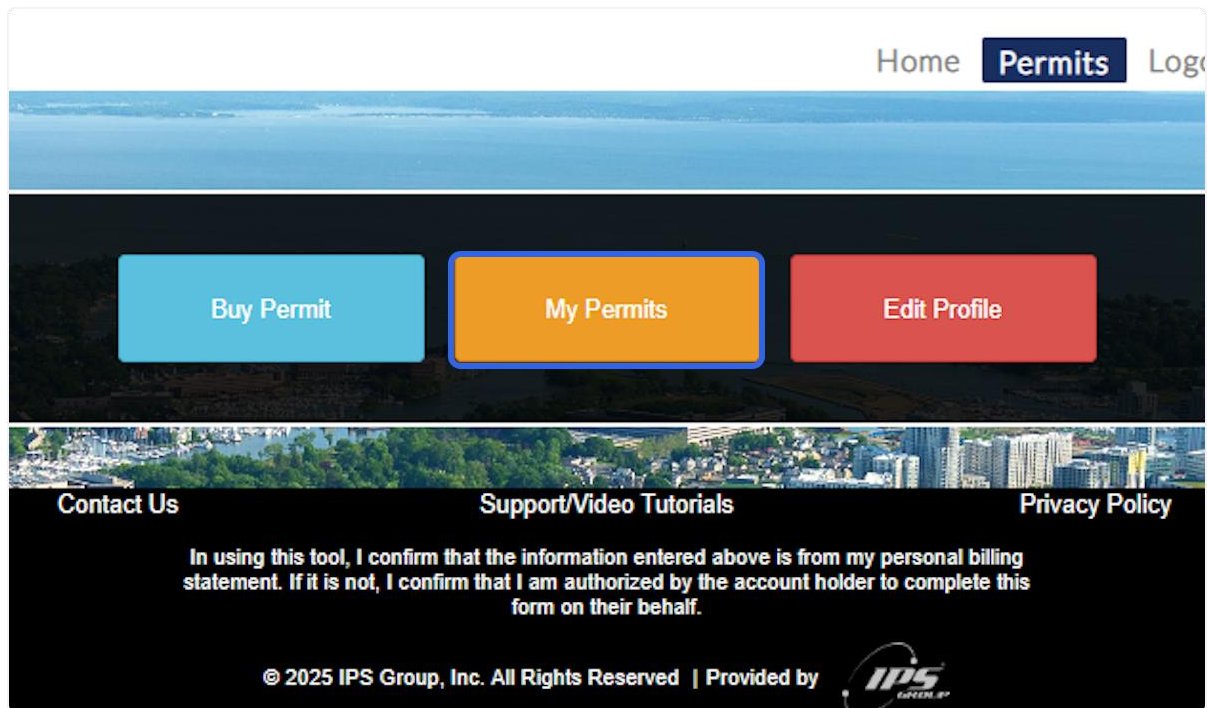 Home Permits
Buy Permit My Permits Edit Profile
Contact Us Support/Video Tutorials Privacy Policy
In using this tool, I confirm that the information entered above is from my personal billing
statement. If it is not, I confirm that I am authorized by the account holder to complete this
form on their behalf.
© 2025 IPS Group, Inc. All Rights Reserved | Provided by
IPS
GROUP